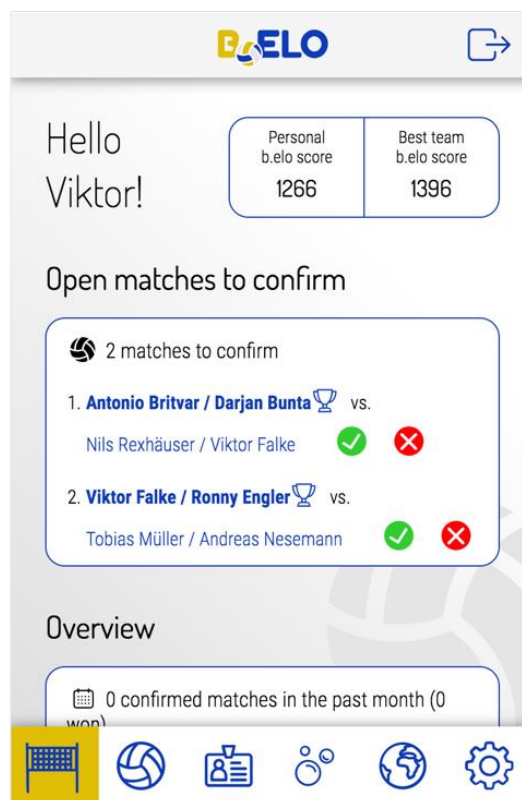 B.ELO
Hello
Viktor!
Personal
b.elo score
1266
Best team
b.elo score
1396
Open matches to confirm
2 matches to confirm
1. Antonio Britvar / Darjan Bunta vs.
Nils Rexhäuser / Viktor Falke
2. Viktor Falke / Ronny Engler vs.
Tobias Müller / Andreas Nesemann
Overview
0 confirmed matches in the past month (0
won)